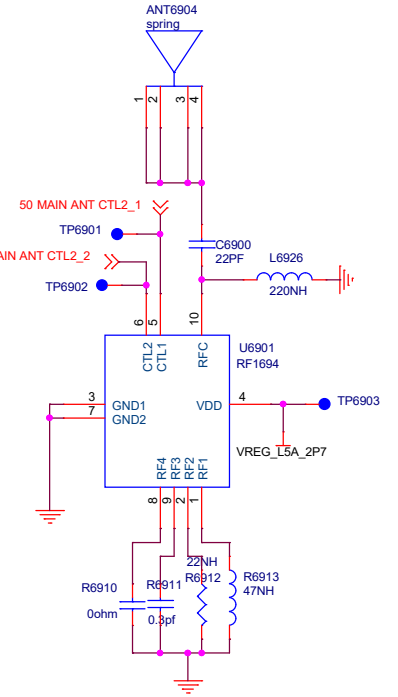 ANT6904
spring
1
2
3
4
50 MAIN ANT CTL2_1
TP6901
C6900
22PF
L6926
220NH
AIN ANT CTL2_2
TP6902
6
5
10
CTL2
CTL1
RFC
U6901
RF1694
3
GND1
7
GND2
VDD
4
TP6903
VREG_L5A_2P7
RF4
RF3
RF2
RF1
8
9
2
1
22NH
R6910
0ohm
R6911
0.3pf
R6912
R6913
47NH